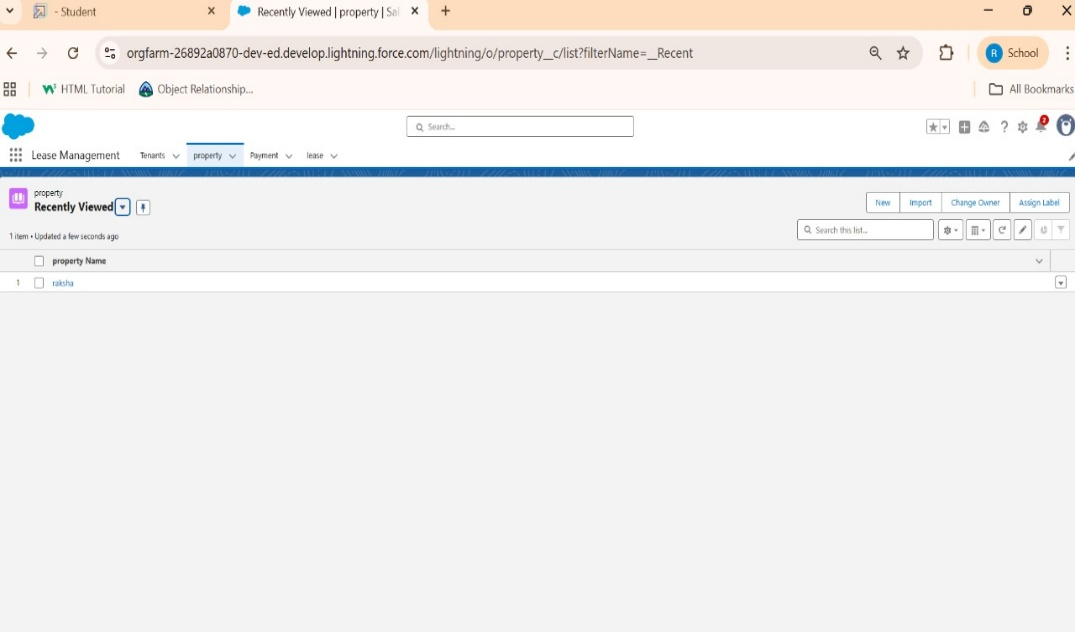 - Student
Recently Viewed | property | Sal
orgfarm-26892a0870-dev-ed.develop.lightning.force.com/lightning/o/property__c/list?filterName=__Recent
R School
HTML Tutorial
Object Relationship...
All Bookmarks
Search...
2
Lease Management
Tenants
property
Payment
lease
property
Recently Viewed
New
Import
Change Owner
Assign Label
1 item • Updated a few seconds ago
Search this list...
property Name
1 raksha